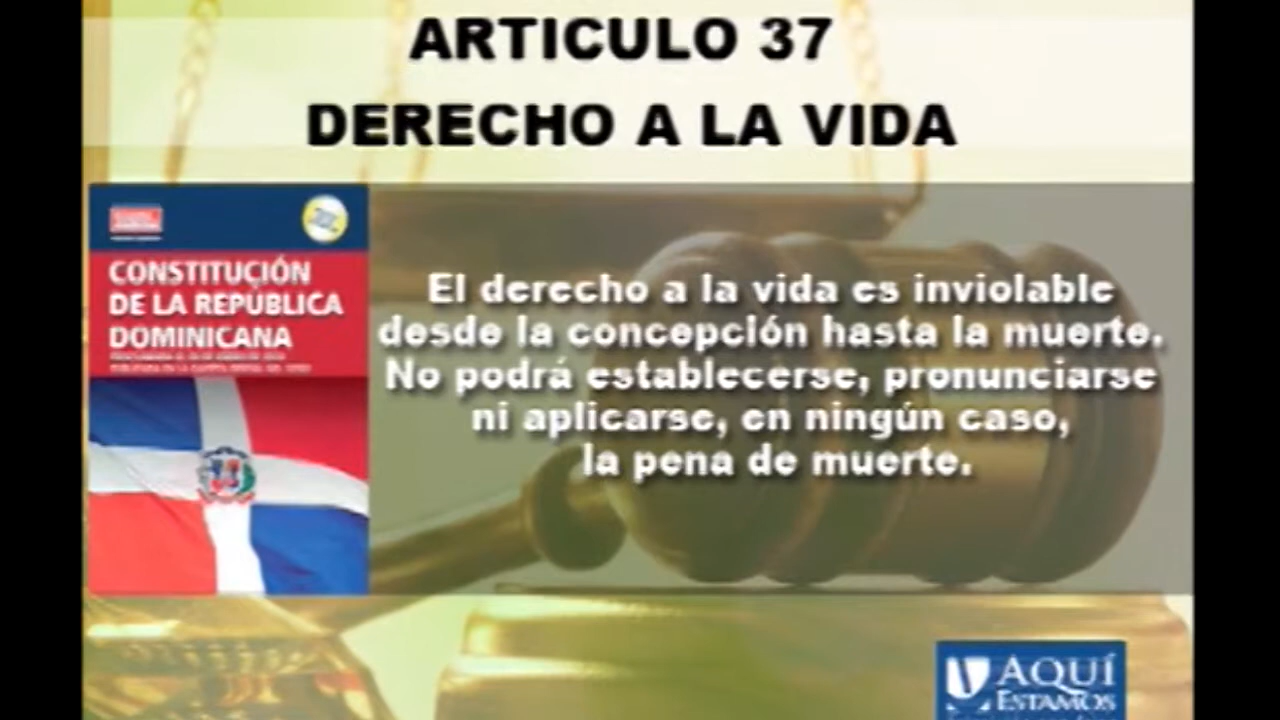 ARTICULO 37
DERECHO A LA VIDA
CONSTITUCIÓN
DE LA REPÚBLICA
DOMINICANA
El derecho a la vida es inviolable
desde la concepción hasta la muerte.
No podrá establecerse, pronunciarse
ni aplicarse, en ningún caso,
la pena de muerte.
AQUÍ
ESTAMOS